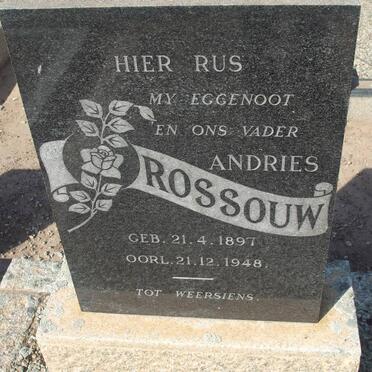 HIER RUS
MY EGGENOOT
EN ONS VADER
ANDRIES
ROSSOUW
GEB. 21.4.1897
OORL. 21.12.1948.
TOT WEERSIENS.